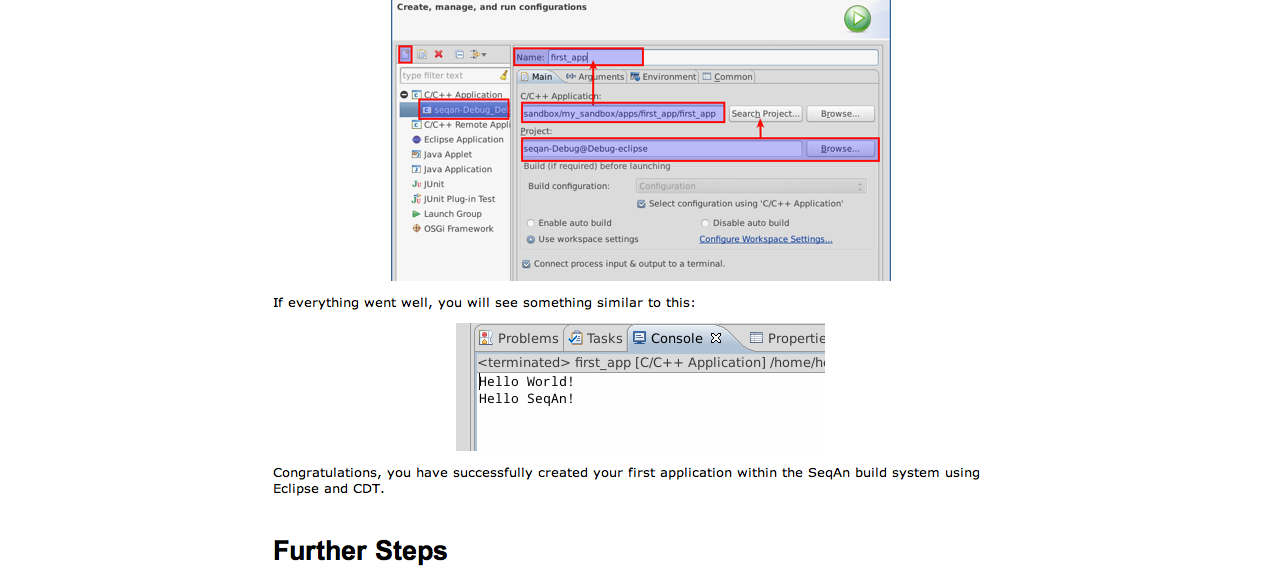 Create, manage, and run configurations
type filter text
C/C++ Application
seqan-Debug_De
C/C++ Remote Appli
Eclipse Application
Java Applet
Java Application
JUnit
JUnit Plug-in Test
Launch Group
OSGi Framework
Name: first_app
Main Arguments Environment Common
C/C++ Application:
sandbox/my_sandbox/apps/first_app/first_app Search Project... Browse...
Project:
seqan-Debug@Debug-eclipse Browse...
Build (if required) before launching
Build configuration: Configuration
Select configuration using 'C/C++ Application'
Enable auto build Disable auto build
Use workspace settings Configure Workspace Settings...
Connect process input & output to a terminal.
If everything went well, you will see something similar to this:
Problems Tasks Console Propertie
<terminated> first_app [C/C++ Application] /home/h
Hello World!
Hello SeqAn!
Congratulations, you have successfully created your first application within the SeqAn build system using
Eclipse and CDT.
Further Steps